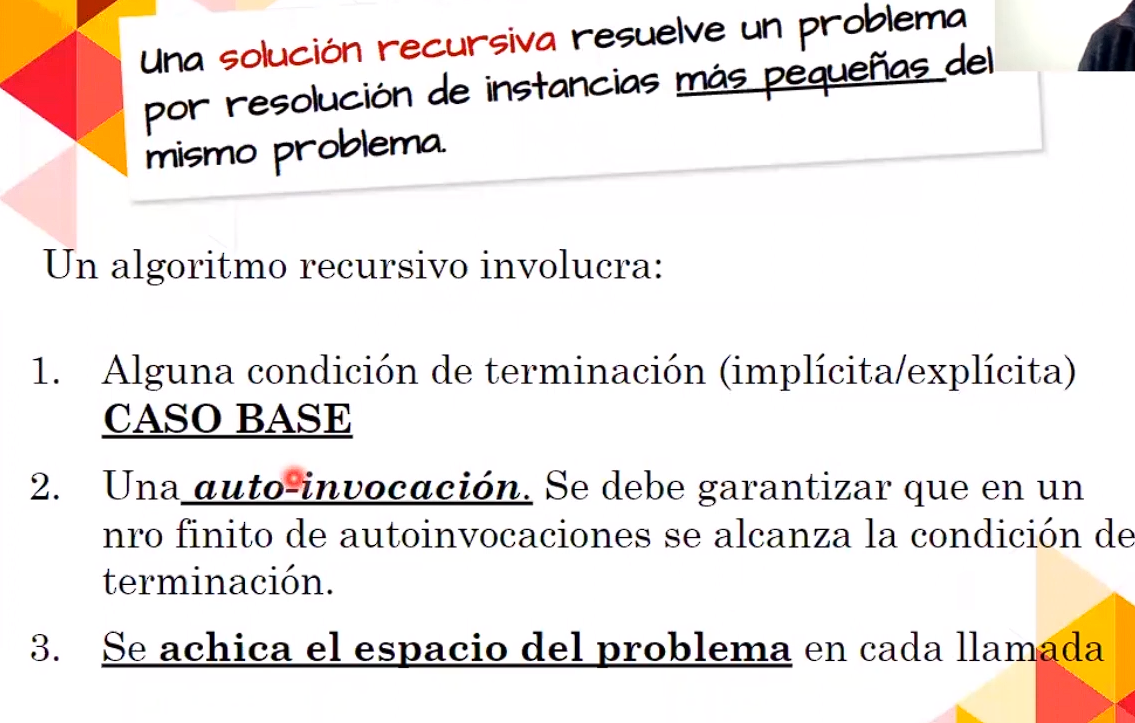 Una solución recursiva resuelve un problema
por resolución de instancias más pequeñas del
mismo problema.
Un algoritmo recursivo involucra:
1. Alguna condición de terminación (implícita/explícita)
CASO BASE
2. Una auto-invocación. Se debe garantizar que en un
nro finito de autoinvocaciones se alcanza la condición de
terminación.
3. Se achica el espacio del problema en cada llamada